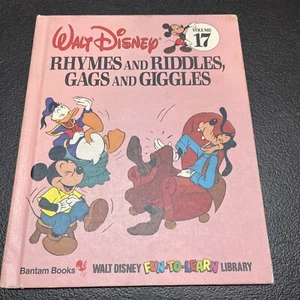 WALT DISNEY
VOLUME
17
RHYMES AND RIDDLES,
GAGS AND GIGGLES
Bantam Books WALT DISNEY FUN-TO-LEARN LIBRARY